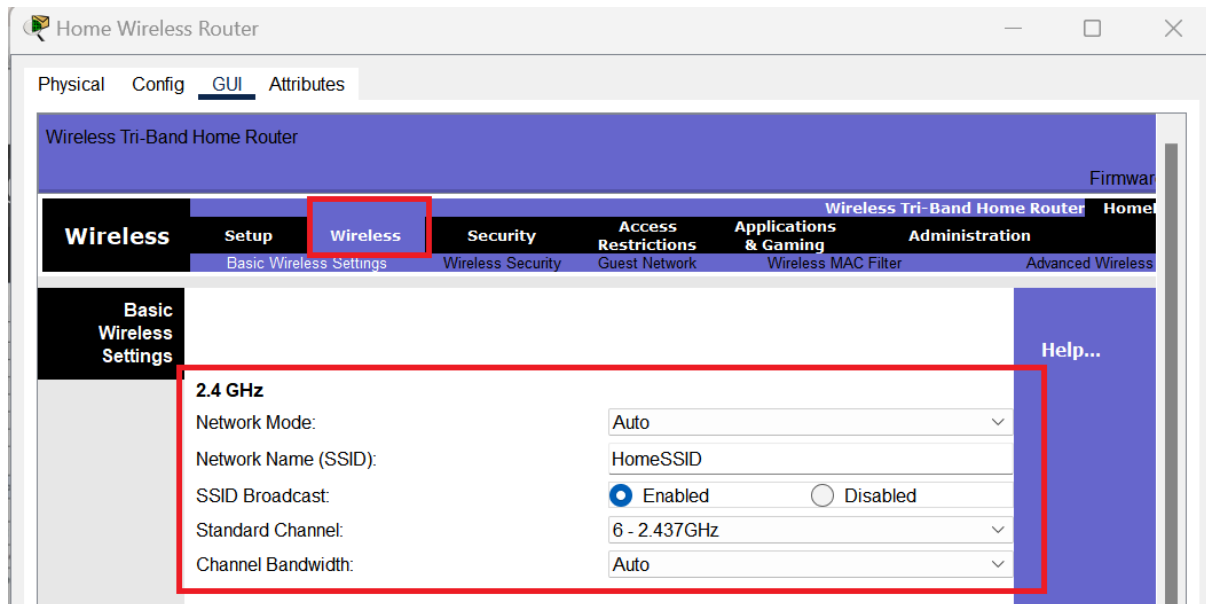 Home Wireless Router
Physical Config GUI Attributes
Wireless Tri-Band Home Router
Firmwar
Wireless Tri-Band Home Router HomeR
Wireless
Setup Wireless Security Access Restrictions Applications & Gaming Administration
Basic Wireless Settings Wireless Security Guest Network Wireless MAC Filter Advanced Wireless
Basic
Wireless
Settings
Help...
2.4 GHz
Network Mode: Auto
Network Name (SSID): HomeSSID
SSID Broadcast: Enabled Disabled
Standard Channel: 6 - 2.437GHz
Channel Bandwidth: Auto